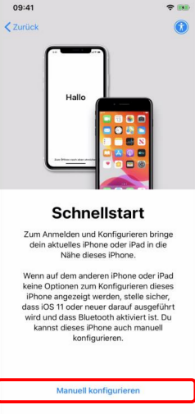 09:41
Zurück
Hallo
Schnellstart
Zum Anmelden und Konfigurieren bringe
dein aktuelles iPhone oder iPad in die
Nähe dieses iPhone.
Wenn auf dem anderen iPhone oder iPad
keine Optionen zum Konfigurieren dieses
iPhone angezeigt werden, stelle sicher,
dass iOS 11 oder neuer darauf ausgeführt
wird und dass Bluetooth aktiviert ist. Du
kannst dieses iPhone auch manuell
konfigurieren.
Manuell konfigurieren